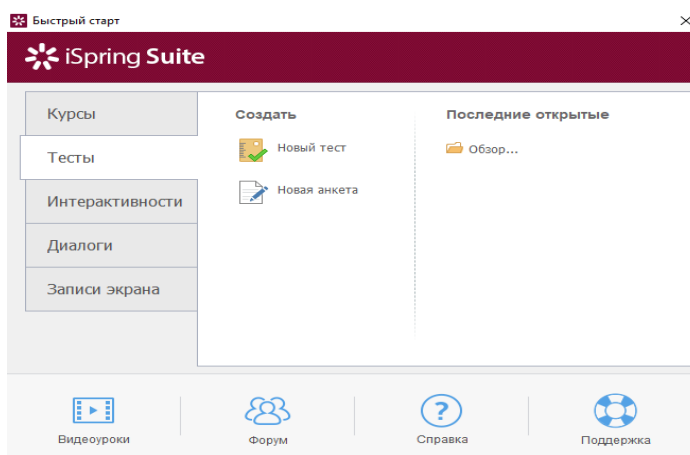 Быстрый старт
iSpring Suite
Курсы
Тесты
Интерактивности
Диалоги
Записи экрана
Создать
Новый тест
Новая анкета
Последние открытые
Обзор...
Видеоуроки
Форум
Справка
Поддержка